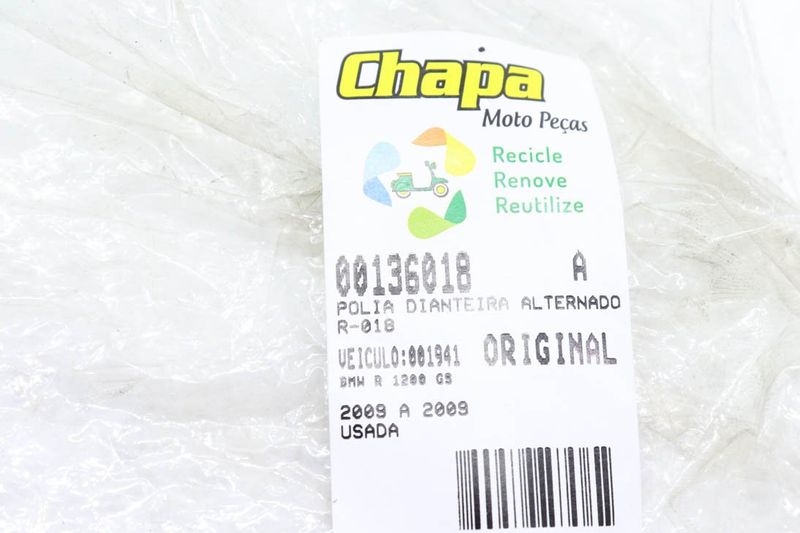 Chapa
Moto Peças
Recicle
Renove
Reutilize
00136018 A
POLIA DIANTEIRA ALTERNADO
R-018
VEICULO:001941 ORIGINAL
BMW R 1200 GS
2009 A 2009
USADA